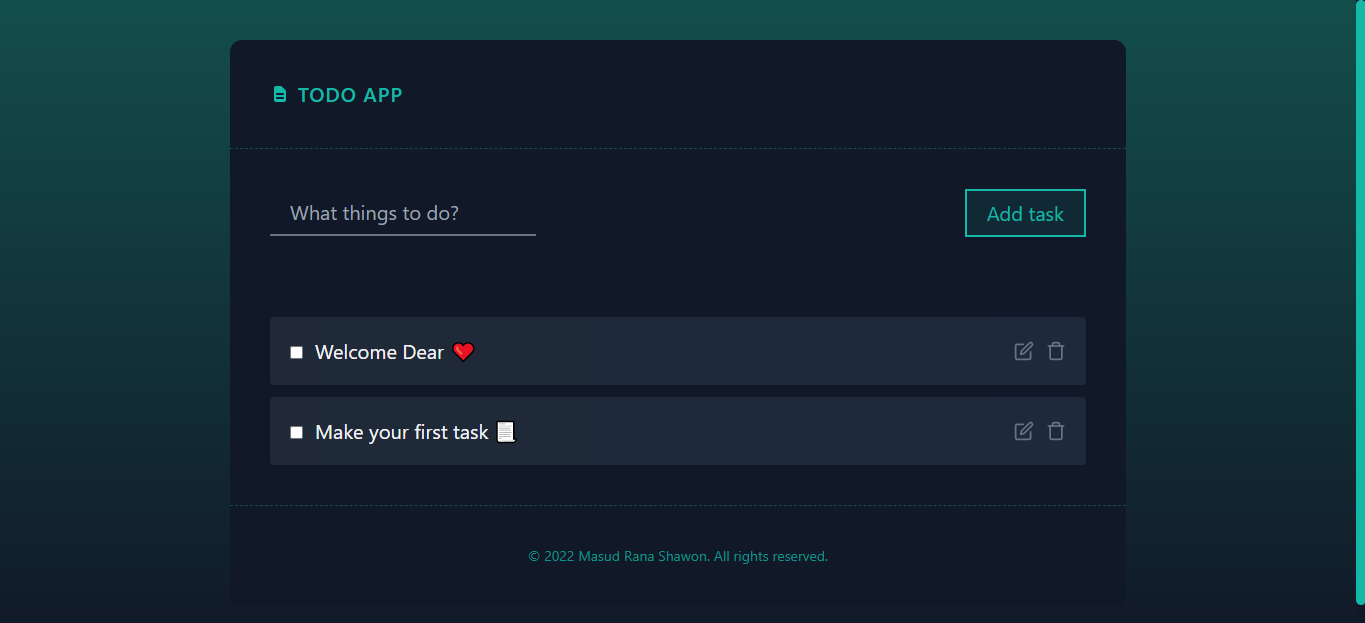 TODO APP
What things to do?
Add task
Welcome Dear ❤️
Make your first task 📃
© 2022 Masud Rana Shawon. All rights reserved.